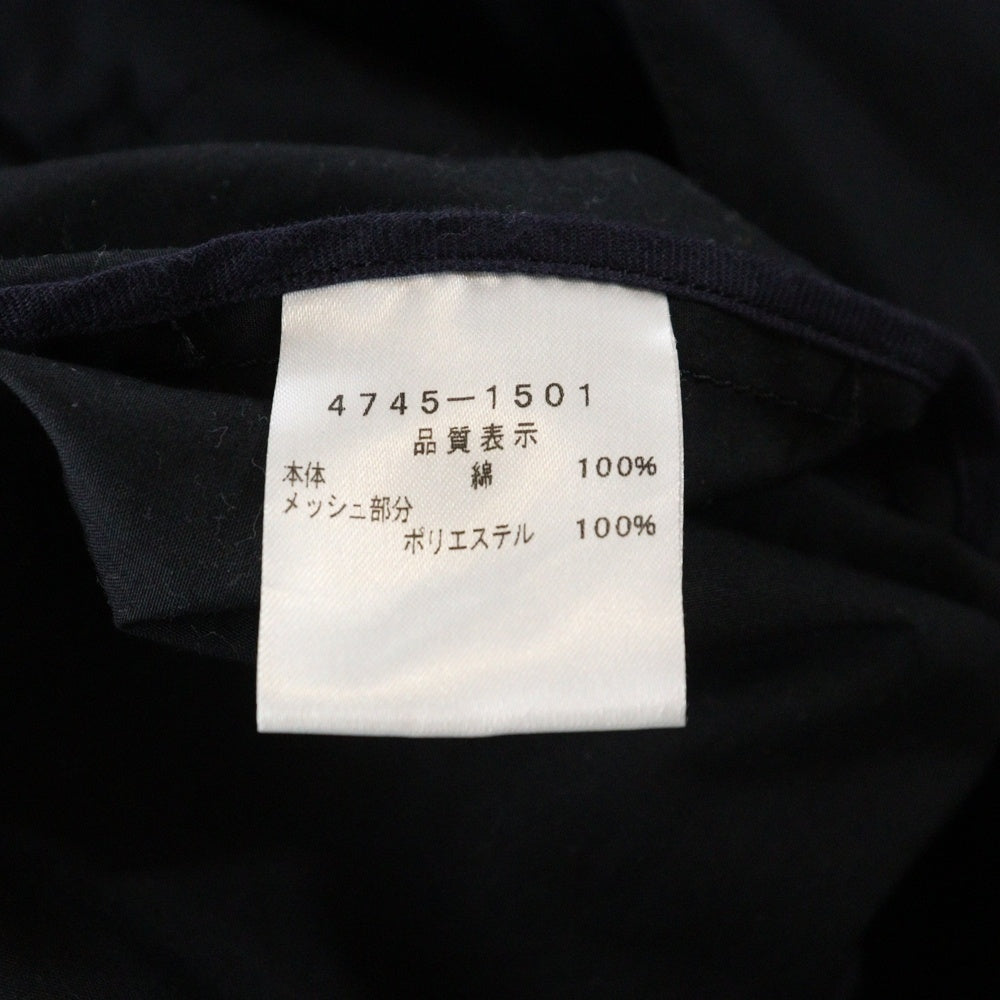 4745-1501
品質表示
本体 綿 100%
メッシュ部分
ポリエステル 100%